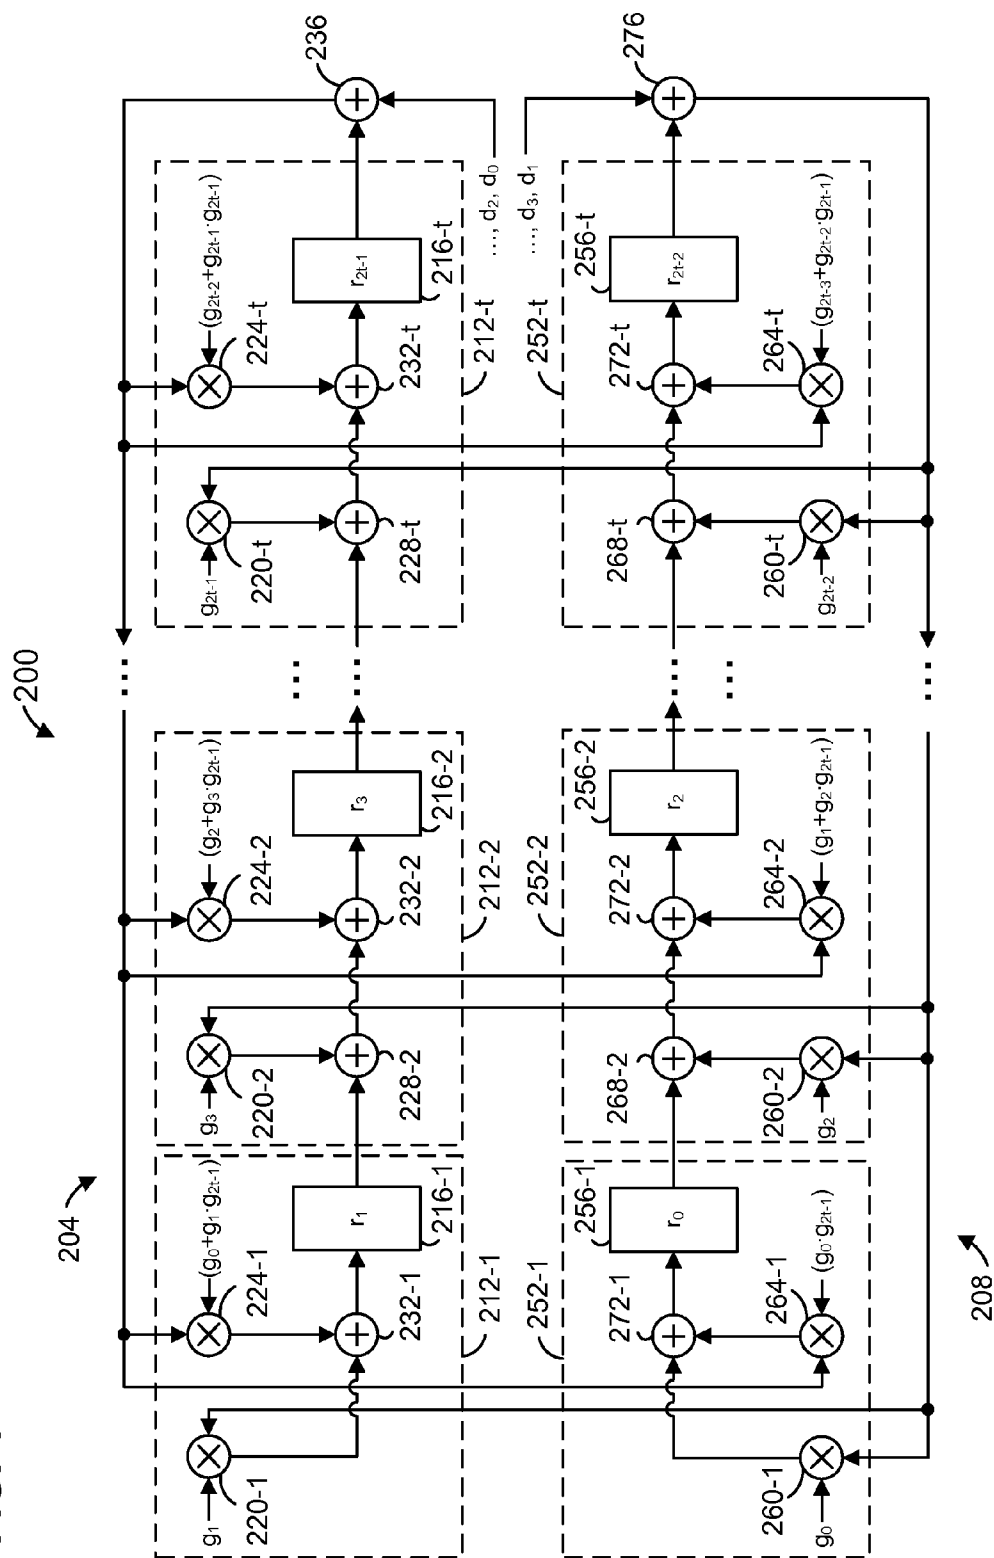 200
204
236
(g0+g1·g2t-1)
(g2+g3·g2t-1)
(g2t-2+g2t-1·g2t-1)
224-1
224-2
224-t
g1
220-1
g3
220-2
g2t-1
220-t
r1
r3
r2t-1
216-1
216-2
216-t
232-1
228-2
232-2
228-t
232-t
212-1
212-2
212-t
..., d2, d0
..., d3, d1
276
252-1
252-2
252-t
256-1
256-2
256-t
272-1
268-2
272-2
268-t
272-t
r0
r2
r2t-2
260-1
264-1
260-2
264-2
260-t
264-t
g0
(g0·g2t-1)
g2
(g1+g2·g2t-1)
g2t-2
(g2t-3+g2t-2·g2t-1)
208